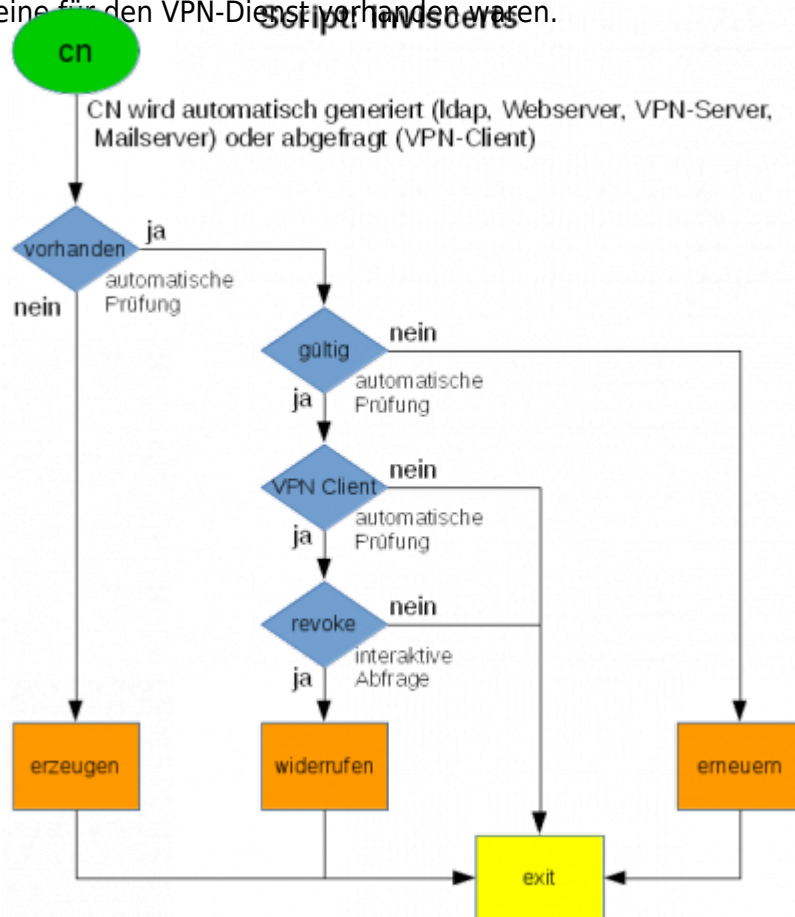 eine für den VPN-Dienst vorhanden waren.
Script: inviscerts
cn
CN wird automatisch generiert (ldap, Webserver, VPN-Server,
Mailserver) oder abgefragt (VPN-Client)
vorhanden
ja
automatische
Prüfung
nein
gültig
nein
automatische
Prüfung
ja
VPN Client
nein
automatische
Prüfung
ja
revoke
nein
interaktive
Abfrage
ja
erzeugen
widerrufen
erneuern
exit